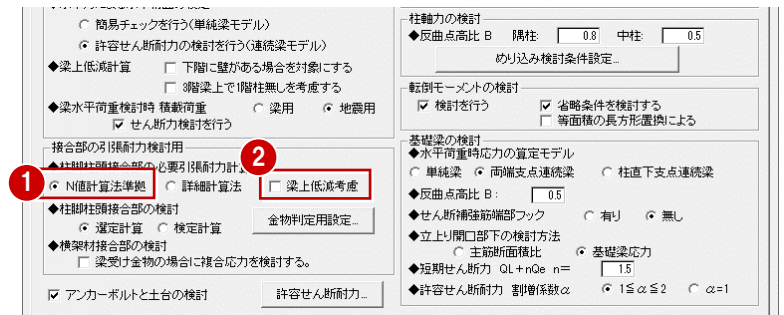 簡易チェックを行う(単純梁モデル)
許容せん断耐力の検討を行う(連続梁モデル)
◆梁上低減計算 下階に壁がある場合を対象にする
3階梁上で1階柱無しを考慮する
◆梁水平荷重検討時 積載荷重 梁用 地震用
せん断力検討を行う
接合部の引張耐力検討用
◆柱脚柱頭接合部の必要引張耐力計
1
N値計算法準拠 詳細計算法
2
梁上低減考慮
◆柱脚柱頭接合部の検討
選定計算 検定計算 金物判定用設定...
◆横架材接合部の検討
梁受け金物の場合に複合応力を検討する。
アンカーボルトと土台の検討 許容せん断耐力...
柱軸力の検討
◆反曲点高比 B 隅柱: 0.8 中柱: 0.5
めり込み検討条件設定...
転倒モーメントの検討
検討を行う 省略条件を検討する
等面積の長方形置換による
基礎梁の検討
◆水平荷重時応力の算定モデル
単純梁 両端支点連続梁 柱直下支点連続梁
◆反曲点高比 B: 0.5
◆せん断補強筋端部フック 有り 無し
◆立上り開口部下の検討方法
主筋断面積比 基礎梁応力
◆短期せん断力 QL+nQe n= 1.5
◆許容せん断耐力 割増係数α 1≦α≦2 α=1